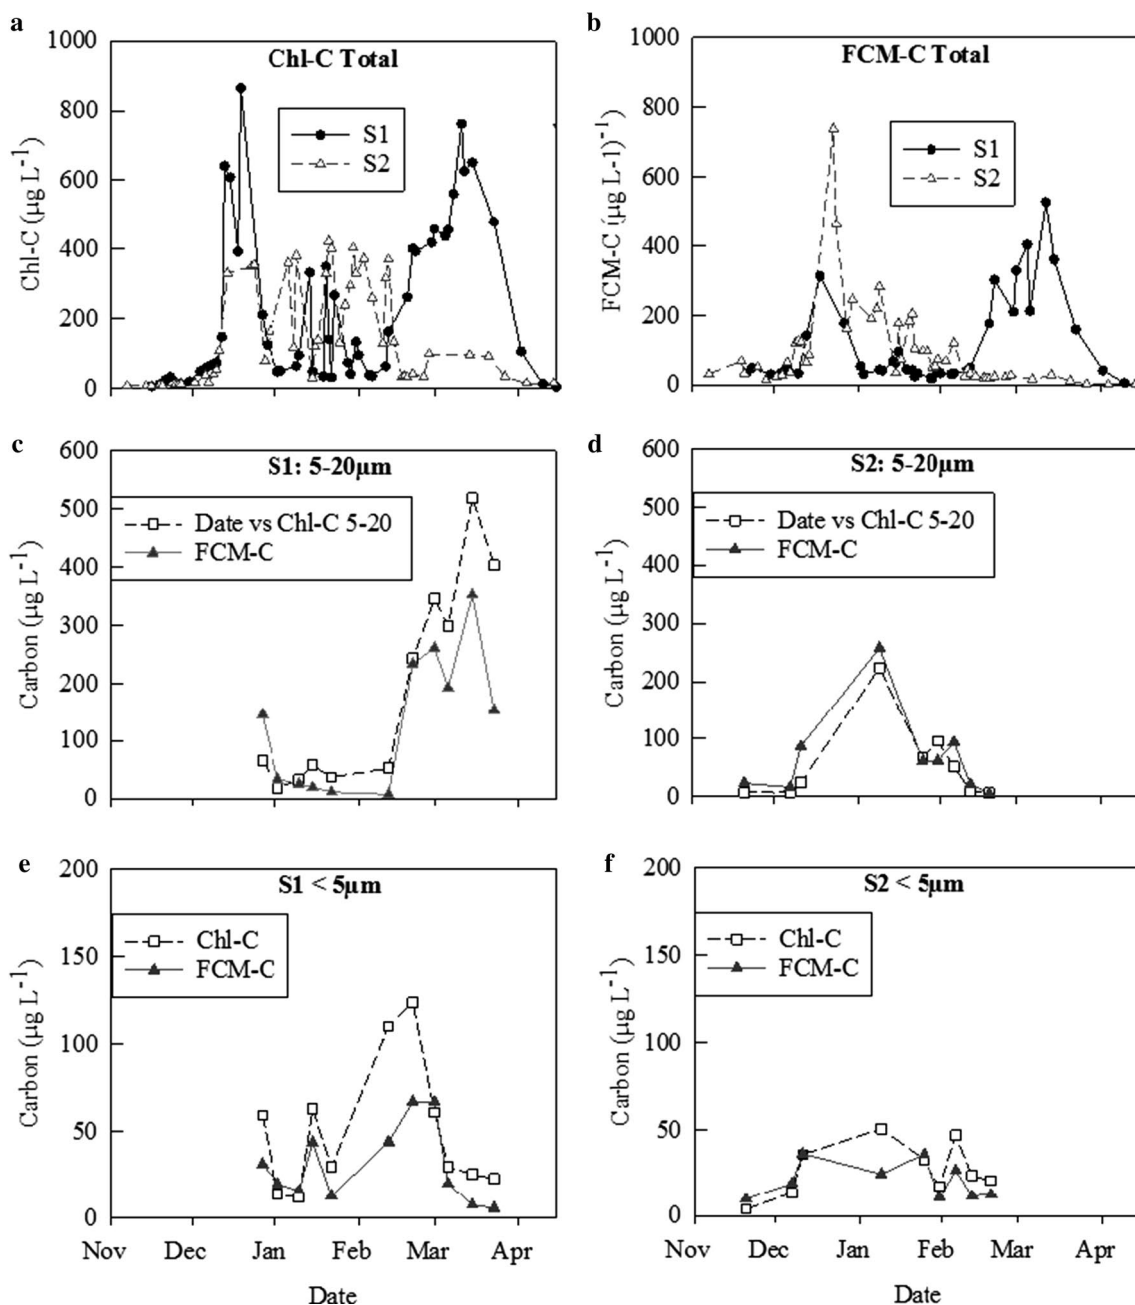 a
Chl-C Total
1000
800
600
400
200
0
Chl-C (µg L⁻¹)
S1
S2
b
FCM-C Total
1000
800
600
400
200
0
FCM-C (µg L-1)⁻¹
S1
S2
c
S1: 5-20µm
600
500
400
300
200
100
0
Carbon (µg L⁻¹)
Date vs Chl-C 5-20
FCM-C
d
S2: 5-20µm
600
500
400
300
200
100
0
Carbon (µg L⁻¹)
Date vs Chl-C 5-20
FCM-C
e
S1 < 5µm
200
150
100
50
0
Carbon (µg L⁻¹)
Chl-C
FCM-C
Nov Dec Jan Feb Mar Apr
Date
f
S2 < 5µm
200
150
100
50
0
Carbon (µg L⁻¹)
Chl-C
FCM-C
Nov Dec Jan Feb Mar Apr
Date